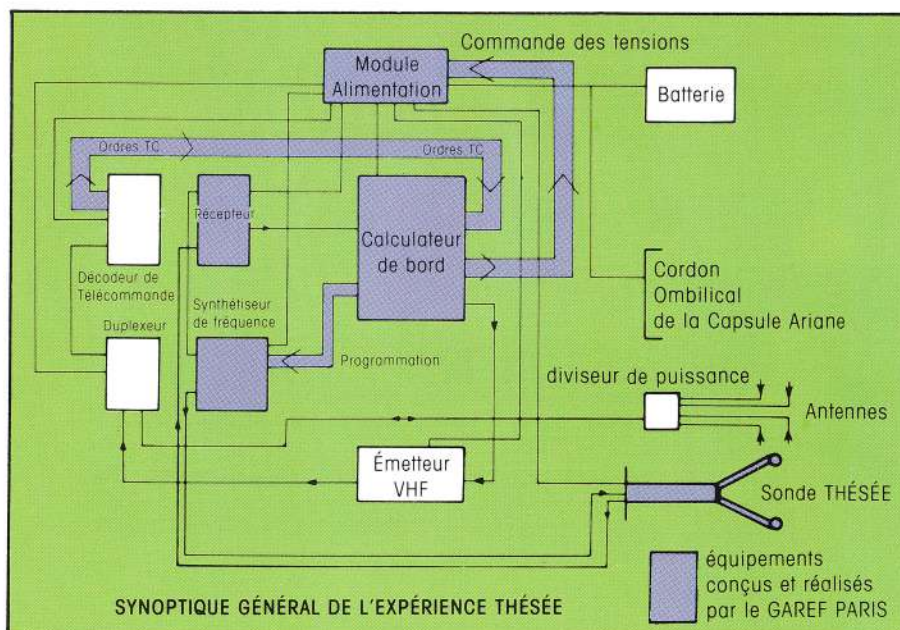 Commande des tensions
Module
Alimentation
Batterie
Ordres TC
Ordres TC
Récepteur
Calculateur
de bord
Décodeur de
Télécommande
Synthétiseur
de fréquence
Cordon
Ombilical
de la Capsule Ariane
Duplexeur
Programmation
diviseur de puissance
Antennes
Émetteur
VHF
Sonde THÉSÉE
équipements
conçus et réalisés
par le GAREF PARIS
SYNOPTIQUE GÉNÉRAL DE L'EXPÉRIENCE THÉSÉE